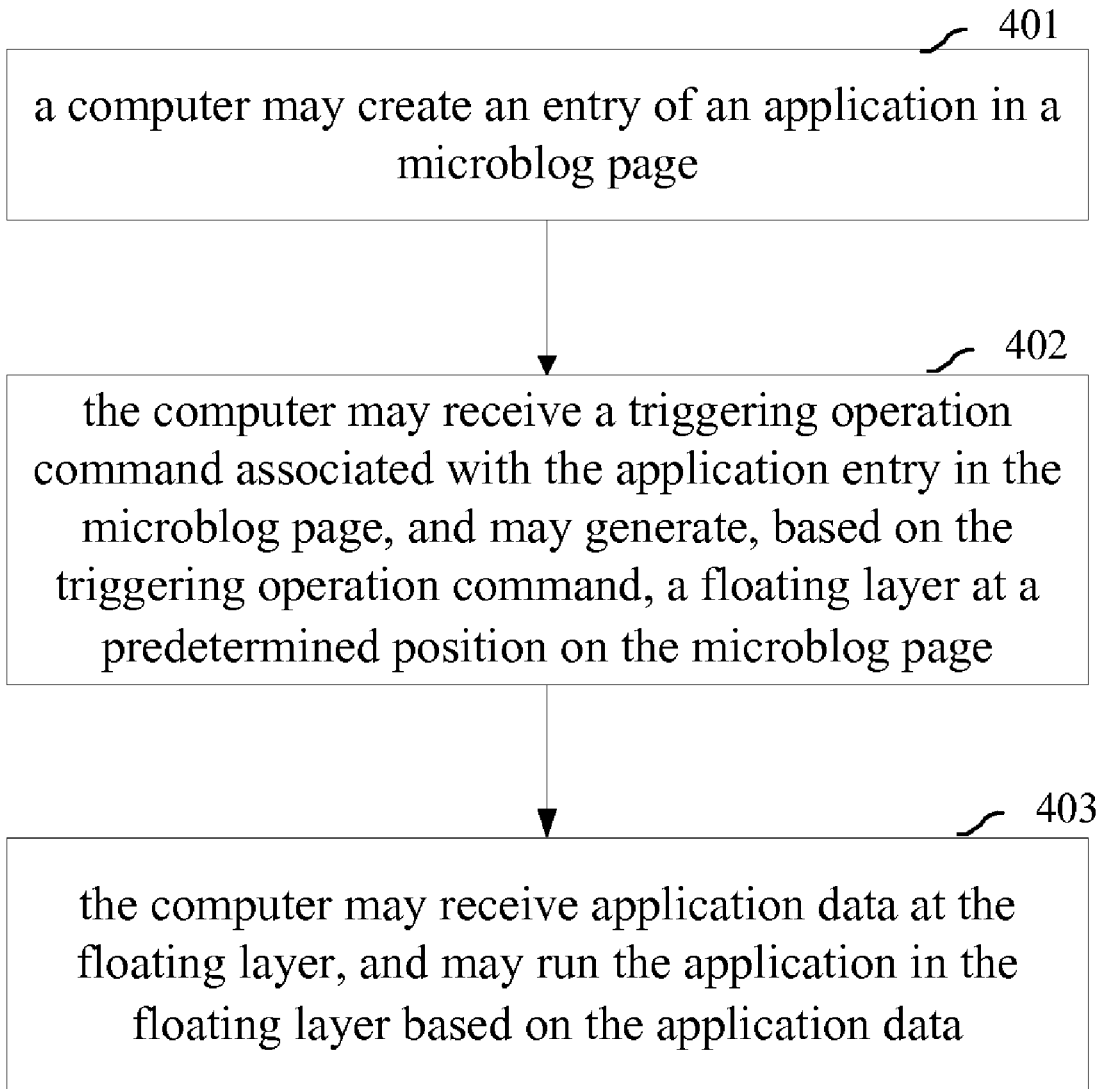 401
a computer may create an entry of an application in a
microblog page
402
the computer may receive a triggering operation
command associated with the application entry in the
microblog page, and may generate, based on the
triggering operation command, a floating layer at a
predetermined position on the microblog page
403
the computer may receive application data at the
floating layer, and may run the application in the
floating layer based on the application data